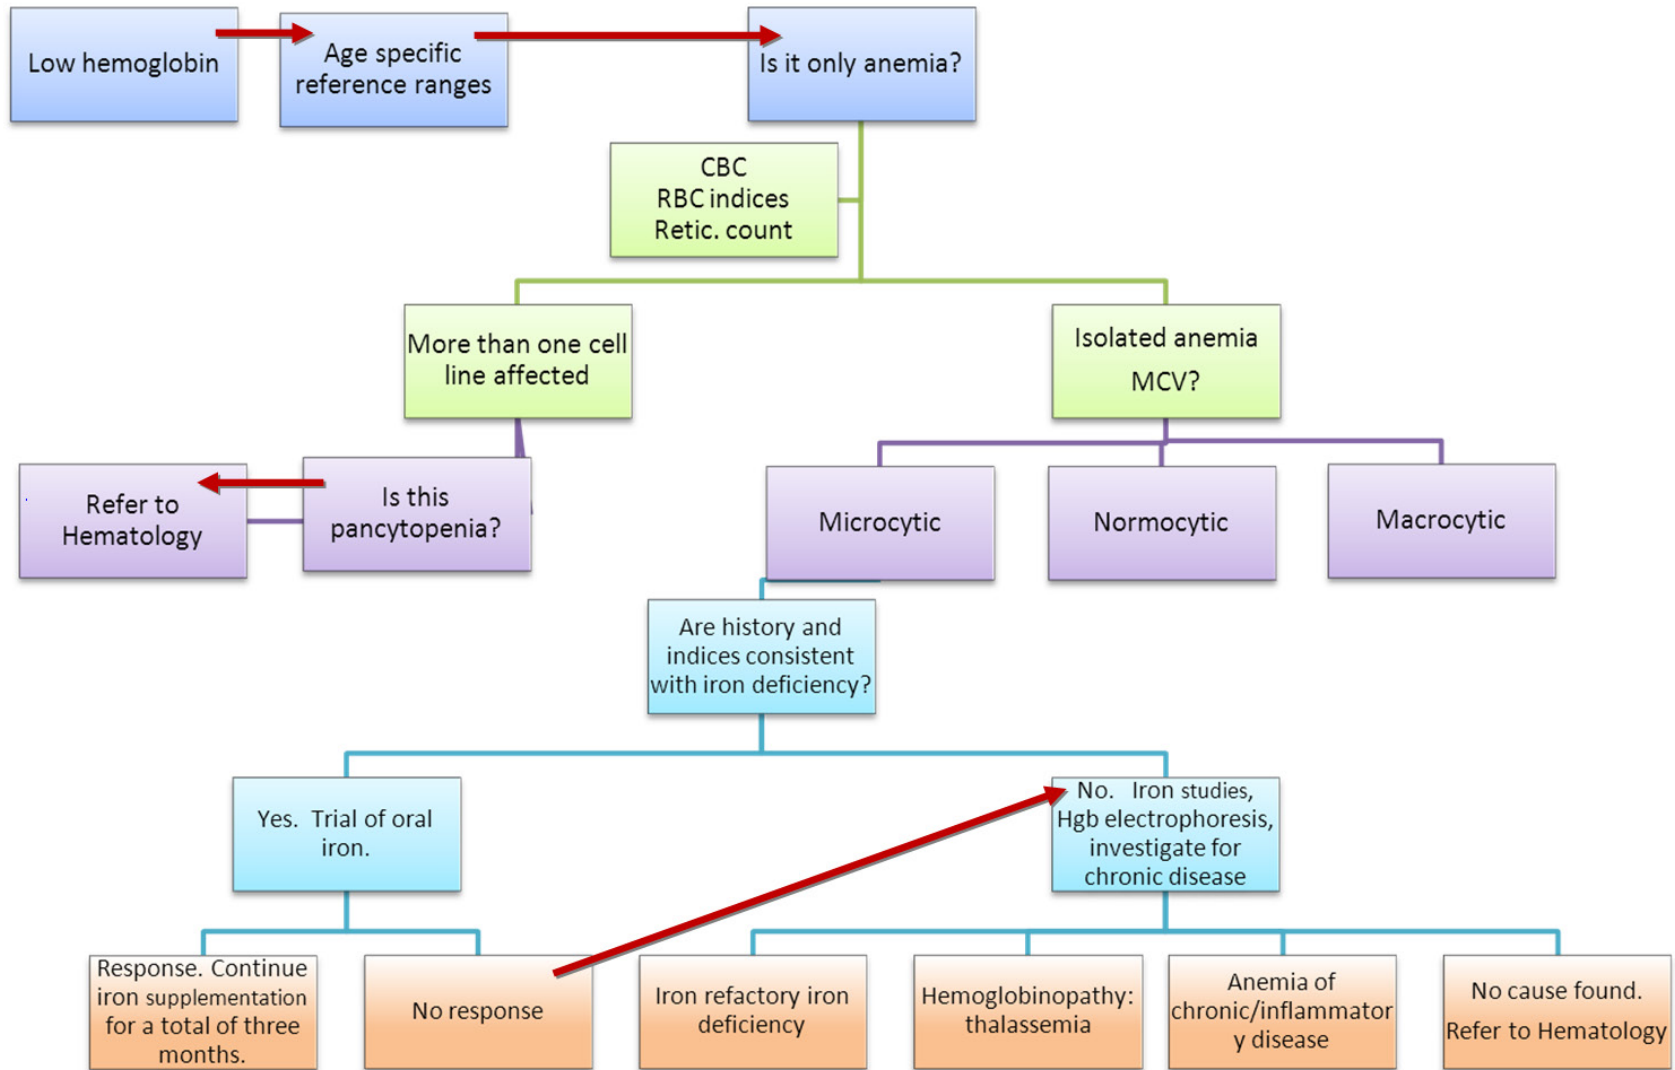 Low hemoglobin
Age specific
reference ranges
Is it only anemia?
CBC
RBC indices
Retic. count
More than one cell
line affected
Isolated anemia
MCV?
Refer to
Hematology
Is this
pancytopenia?
Microcytic
Normocytic
Macrocytic
Are history and
indices consistent
with iron deficiency?
Yes.  Trial of oral
iron.
No.   Iron studies,
Hgb electrophoresis,
investigate for
chronic disease
Response. Continue
iron supplementation
for a total of three
months.
No response
Iron refactory iron
deficiency
Hemoglobinopathy:
thalassemia
Anemia of
chronic/inflammator
y disease
No cause found.
Refer to Hematology